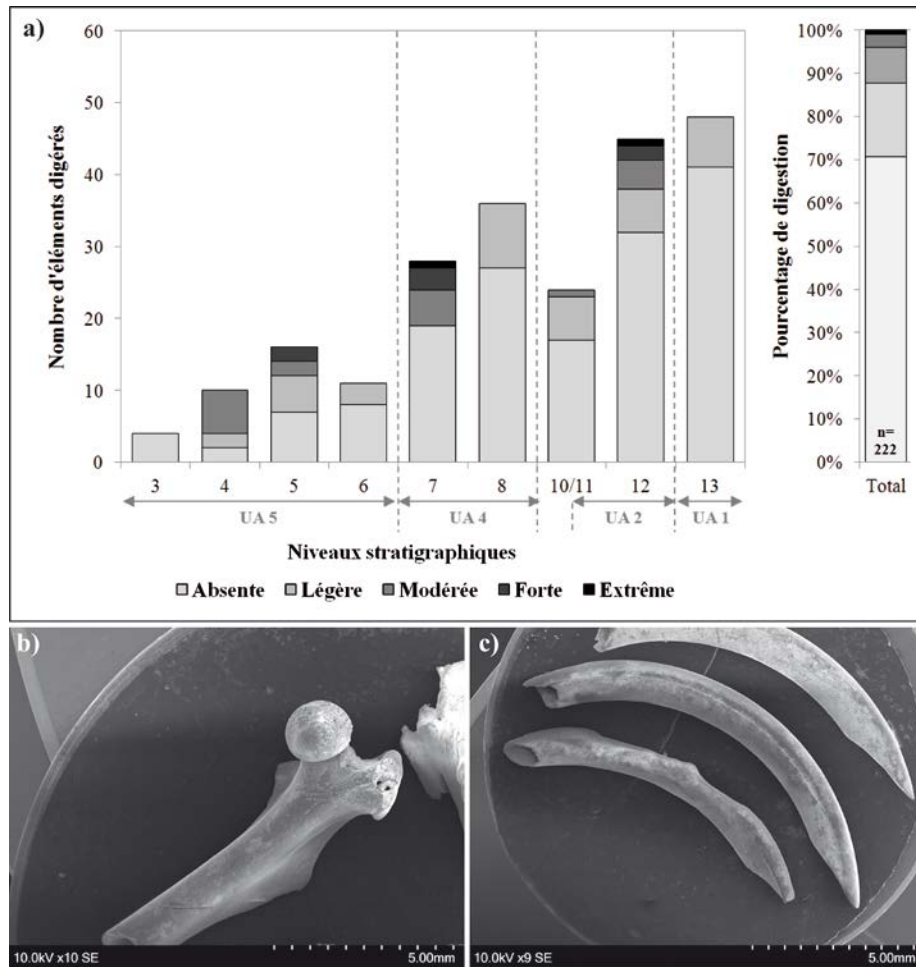 a)
Nombre d'éléments digérés
60
50
40
30
20
10
0
3 4 5 6 7 8 10/11 12 13
UA 5 UA 4 UA 2 UA 1
Niveaux stratigraphiques
Absente Légère Modérée Forte Extrême
Pourcentage de digestion
100%
90%
80%
70%
60%
50%
40%
30%
20%
10%
0%
n=
222
Total
b)
10.0kV x10 SE 5.00mm
c)
10.0kV x9 SE 5.00mm